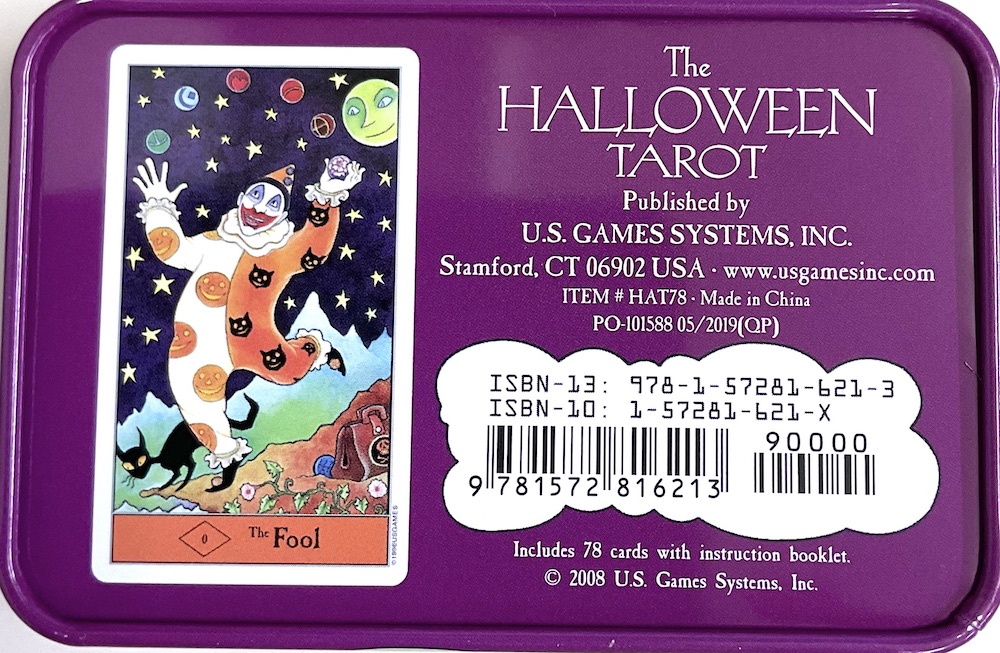 The
HALLOWEEN
TAROT
Published by
U.S. GAMES SYSTEMS, INC.
Stamford, CT 06902 USA · www.usgamesinc.com
ITEM # HAT78 · Made in China
PO-101588 05/2019(QP)
ISBN-13: 978-1-57281-621-3
ISBN-10: 1-57281-621-X
90000
9 781572 816213
Includes 78 cards with instruction booklet.
© 2008 U.S. Games Systems, Inc.
0 The Fool
©1996USGAMES